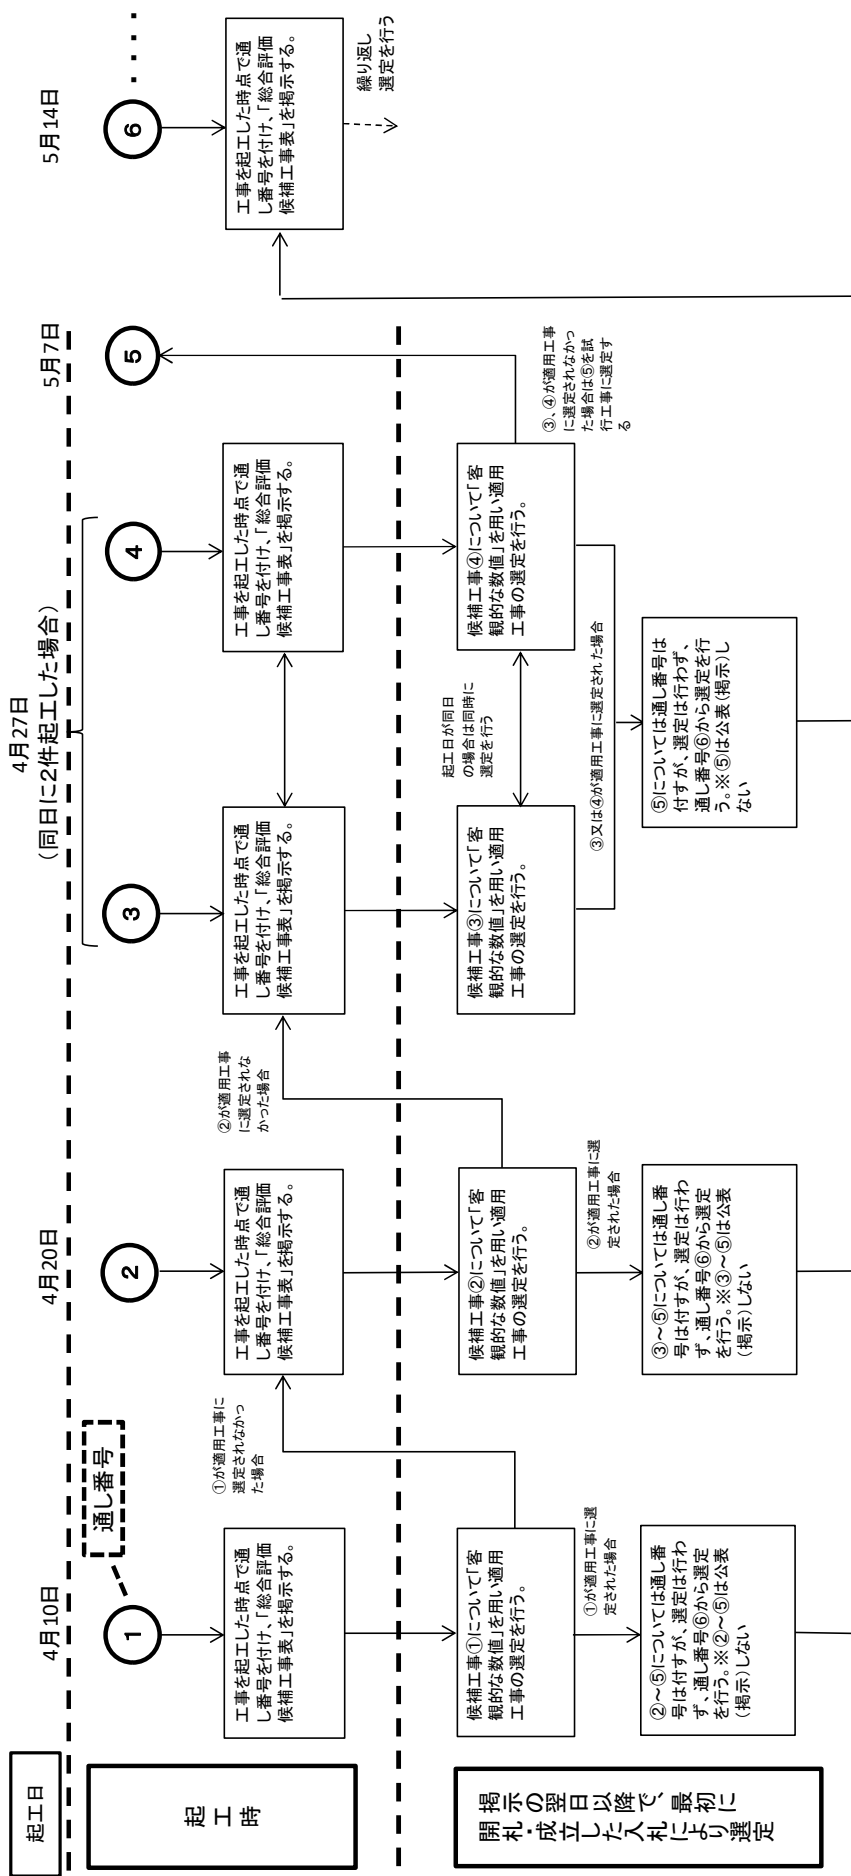 起工日
4月10日
4月20日
4月27日
(同日に2件起工した場合)
5月7日
5月14日
通し番号
起工時
1
2
3
4
5
6
・・・・
工事を起工した時点で通
し番号を付け、「総合評価
候補工事表」を掲示する。
①が適用工事に
選定されなかっ
た場合
工事を起工した時点で通
し番号を付け、「総合評価
候補工事表」を掲示する。
②が適用工事
に選定されな
かった場合
工事を起工した時点で通
し番号を付け、「総合評価
候補工事表」を掲示する。
工事を起工した時点で通
し番号を付け、「総合評価
候補工事表」を掲示する。
工事を起工した時点で通
し番号を付け、「総合評価
候補工事表」を掲示する。
繰り返し
選定を行う
掲示の翌日以降で、最初に
開札・成立した入札により選定
候補工事①について「客
観的な数値」を用い適用
工事の選定を行う。
候補工事②について「客
観的な数値」を用い適用
工事の選定を行う。
候補工事③について「客
観的な数値」を用い適用
工事の選定を行う。
起工日が同日
の場合は同時に
選定を行う
候補工事④について「客
観的な数値」を用い適用
工事の選定を行う。
③、④が適用工事
に選定されなかっ
た場合は⑤を試
行工事に選定す
る
①が適用工事に選
定された場合
②が適用工事に選
定された場合
③又は④が適用工事に選定された場合
②~⑤については通し番
号は付すが、選定は行わ
ず、通し番号⑥から選定
を行う。※②~⑤は公表
(掲示)しない
③~⑤については通し番
号は付すが、選定は行わ
ず、通し番号⑥から選定
を行う。※③~⑤は公表
(掲示)しない
⑤については通し番号は
付すが、選定は行わず、
通し番号⑥から選定を行
う。※⑤は公表(掲示)し
ない